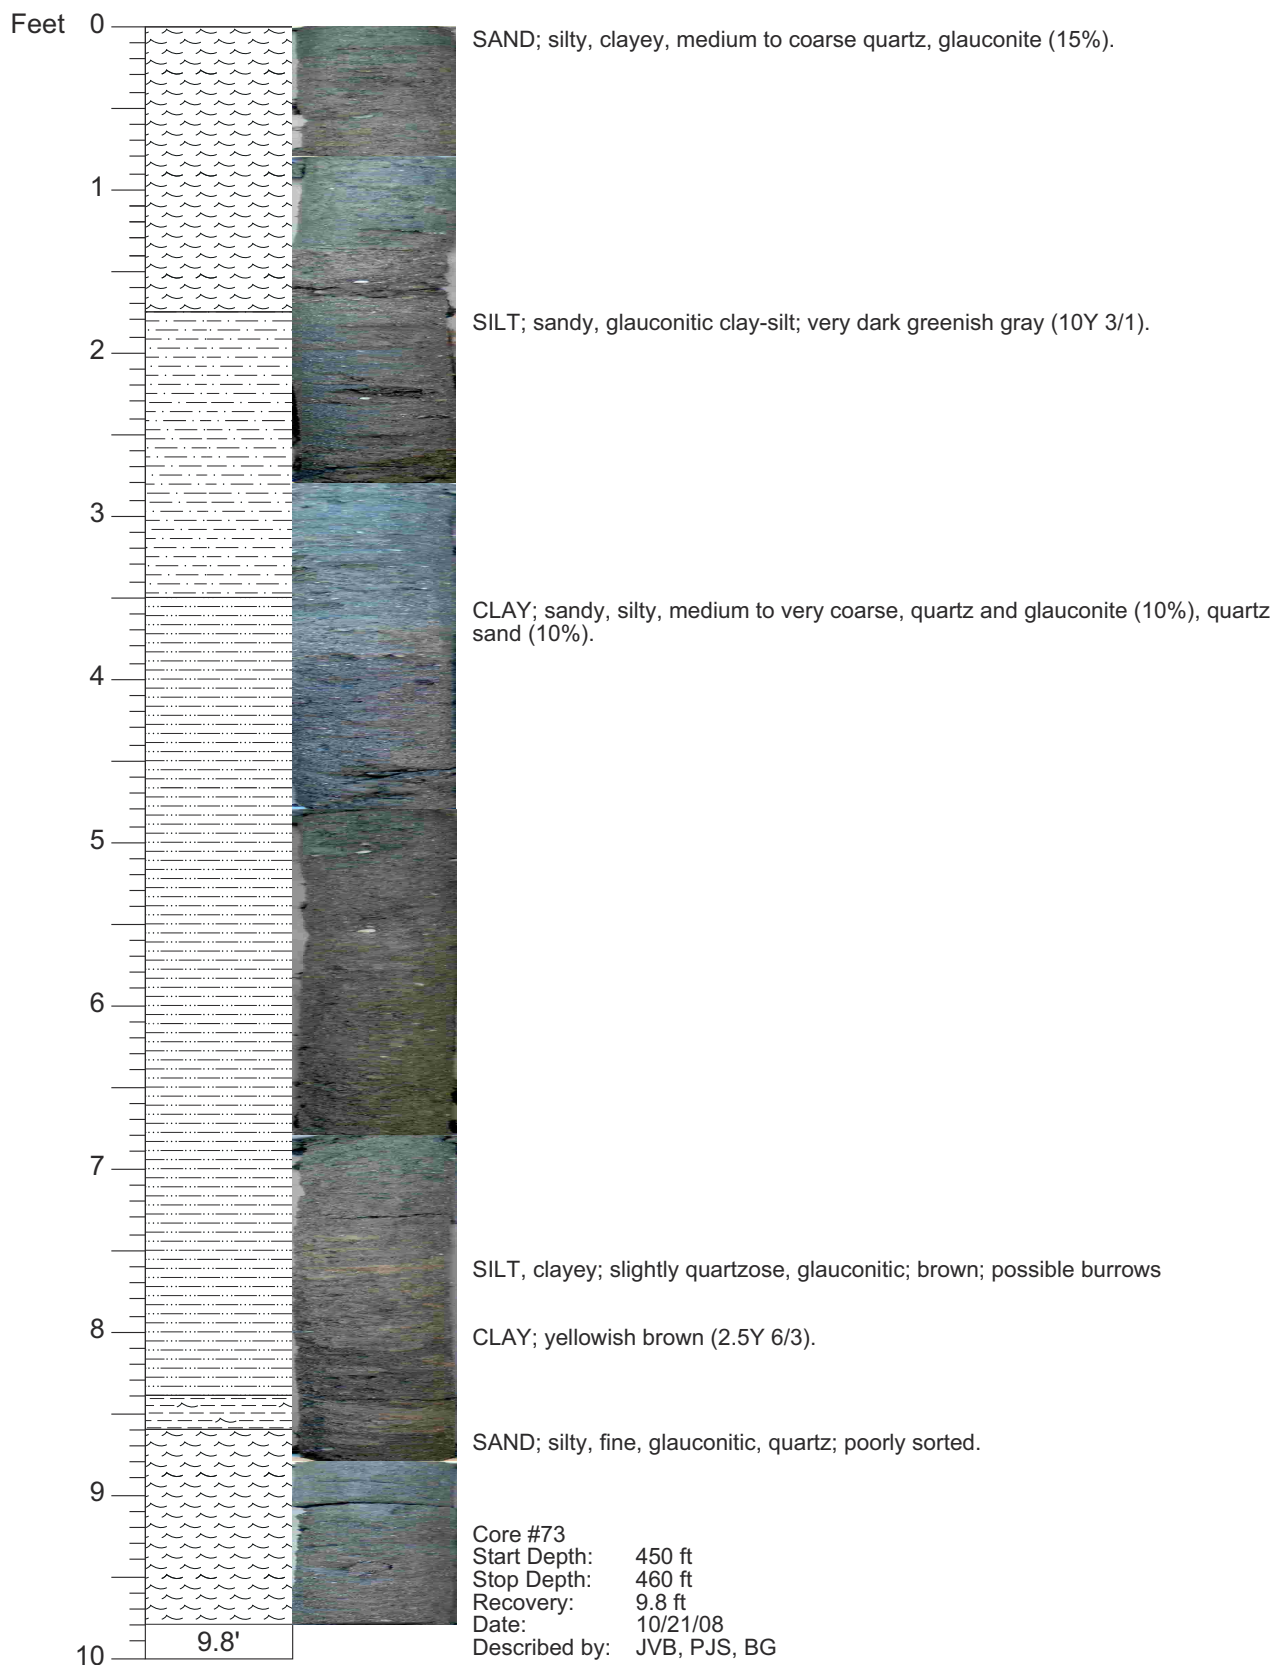 Feet 0
SAND; silty, clayey, medium to coarse quartz, glauconite (15%).
1
SILT; sandy, glauconitic clay-silt; very dark greenish gray (10Y 3/1).
2
3
CLAY; sandy, silty, medium to very coarse, quartz and glauconite (10%), quartz
sand (10%).
4
5
6
7
SILT, clayey; slightly quartzose, glauconitic; brown; possible burrows
8
CLAY; yellowish brown (2.5Y 6/3).
SAND; silty, fine, glauconitic, quartz; poorly sorted.
9
Core #73
Start Depth: 450 ft
Stop Depth: 460 ft
Recovery: 9.8 ft
Date: 10/21/08
Described by: JVB, PJS, BG
9.8'
10